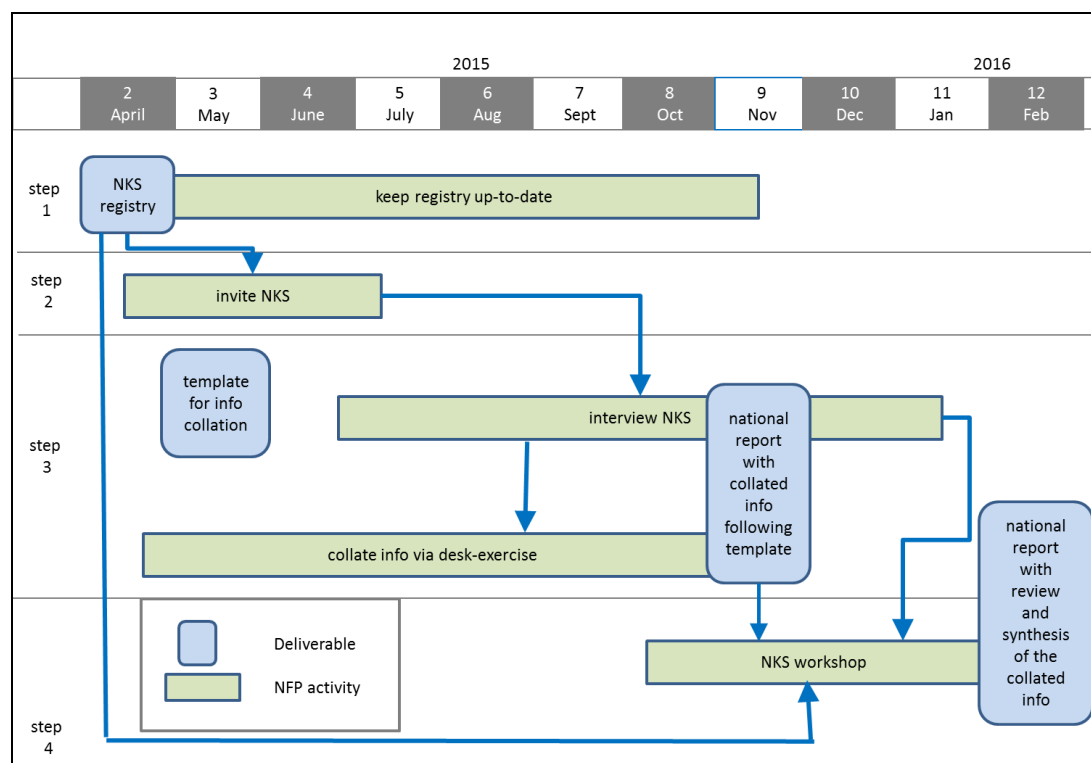 2015
2016
2
April
3
May
4
June
5
July
6
Aug
7
Sept
8
Oct
9
Nov
10
Dec
11
Jan
12
Feb
step
1
NKS
registry
keep registry up-to-date
step
2
invite NKS
step
3
template
for info
collation
interview NKS
national
report
with
collated
info
following
template
collate info via desk-exercise
national
report
with
review
and
synthesis
of the
collated
info
step
4
Deliverable
NFP activity
NKS workshop